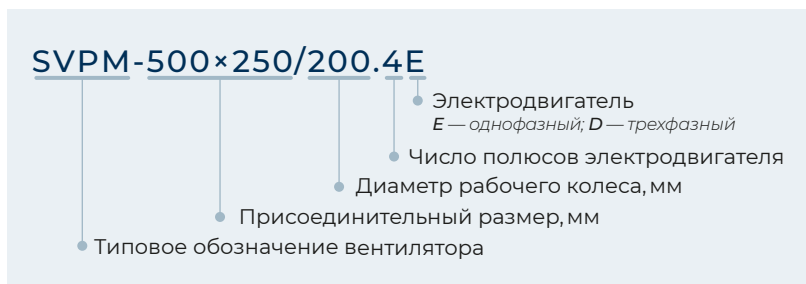 SVPM-500×250/200.4E
Электродвигатель
E — однофазный; D — трехфазный
Число полюсов электродвигателя
Диаметр рабочего колеса, мм
Присоединительный размер, мм
Типовое обозначение вентилятора